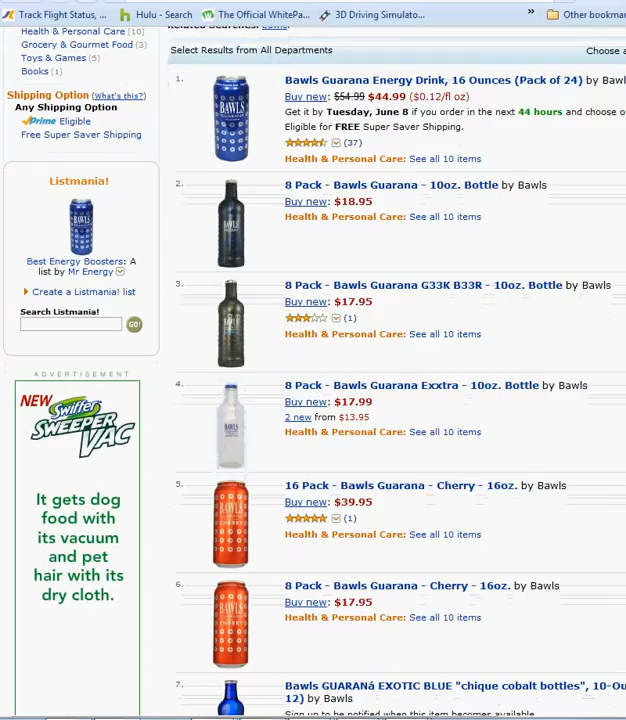 Track Flight Status, ... Hulu - Search The Official WhitePa... 3D Driving Simulato... » Other bookmar
Health & Personal Care (10)
Grocery & Gourmet Food (3)
Toys & Games (5)
Books (1)
Shipping Option (What's this?)
Any Shipping Option
Prime Eligible
Free Super Saver Shipping
Listmania!
Best Energy Boosters: A
list by Mr Energy
Create a Listmania! list
Search Listmania!
GO!
ADVERTISEMENT
NEW Swiffer
SWEEPER
VAC
It gets dog
food with
its vacuum
and pet
hair with its
dry cloth.
Related Searches: bawls.
Select Results from All Departments Choose a
1. Bawls Guarana Energy Drink, 16 Ounces (Pack of 24) by Bawl
Buy new: $54.99 $44.99 ($0.12/fl oz)
Get it by Tuesday, June 8 if you order in the next 44 hours and choose o
Eligible for FREE Super Saver Shipping.
(37)
Health & Personal Care: See all 10 items
2. 8 Pack - Bawls Guarana - 10oz. Bottle by Bawls
Buy new: $18.95
Health & Personal Care: See all 10 items
3. 8 Pack - Bawls Guarana G33K B33R - 10oz. Bottle by Bawls
Buy new: $17.95
(1)
Health & Personal Care: See all 10 items
4. 8 Pack - Bawls Guarana Exxtra - 10oz. Bottle by Bawls
Buy new: $17.99
2 new from $13.95
Health & Personal Care: See all 10 items
5. 16 Pack - Bawls Guarana - Cherry - 16oz. by Bawls
Buy new: $39.95
(1)
Health & Personal Care: See all 10 items
6. 8 Pack - Bawls Guarana - Cherry - 16oz. by Bawls
Buy new: $17.95
Health & Personal Care: See all 10 items
7. Bawls GUARANá EXOTIC BLUE "chique cobalt bottles", 10-Ou
12) by Bawls
Sign up to be notified when this item becomes available.